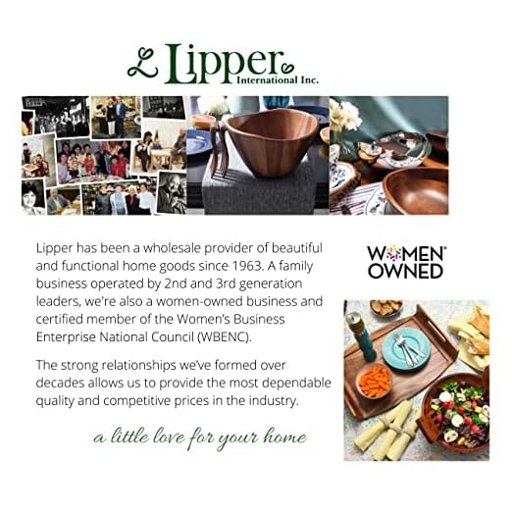 Lipper
International Inc.
Lipper has been a wholesale provider of beautiful
and functional home goods since 1963. A family
business operated by 2nd and 3rd generation
leaders, we're also a women-owned business and
certified member of the Women's Business
Enterprise National Council (WBENC).
WOMEN
OWNED
The strong relationships we've formed over
decades allows us to provide the most dependable
quality and competitive prices in the industry.
a little love for your home